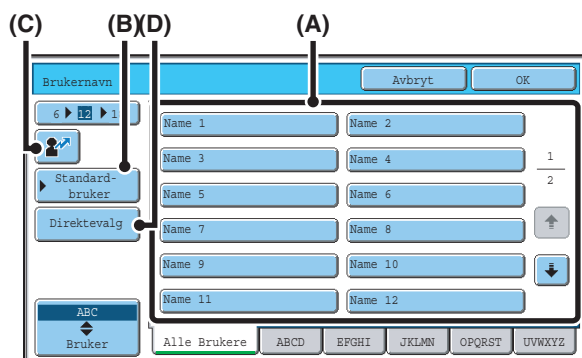 (C) (B)(D) (A)
Brukernavn Avbryt OK
6 12 1
Name 1 Name 2
Name 3 Name 4
1
2
Standard-
bruker
Name 5 Name 6
Direktevalg
Name 7 Name 8
Name 9 Name 10
Name 11 Name 12
ABC
Bruker
Alle Brukere ABCD EFGHI JKLMN OPQRST UVWXYZ